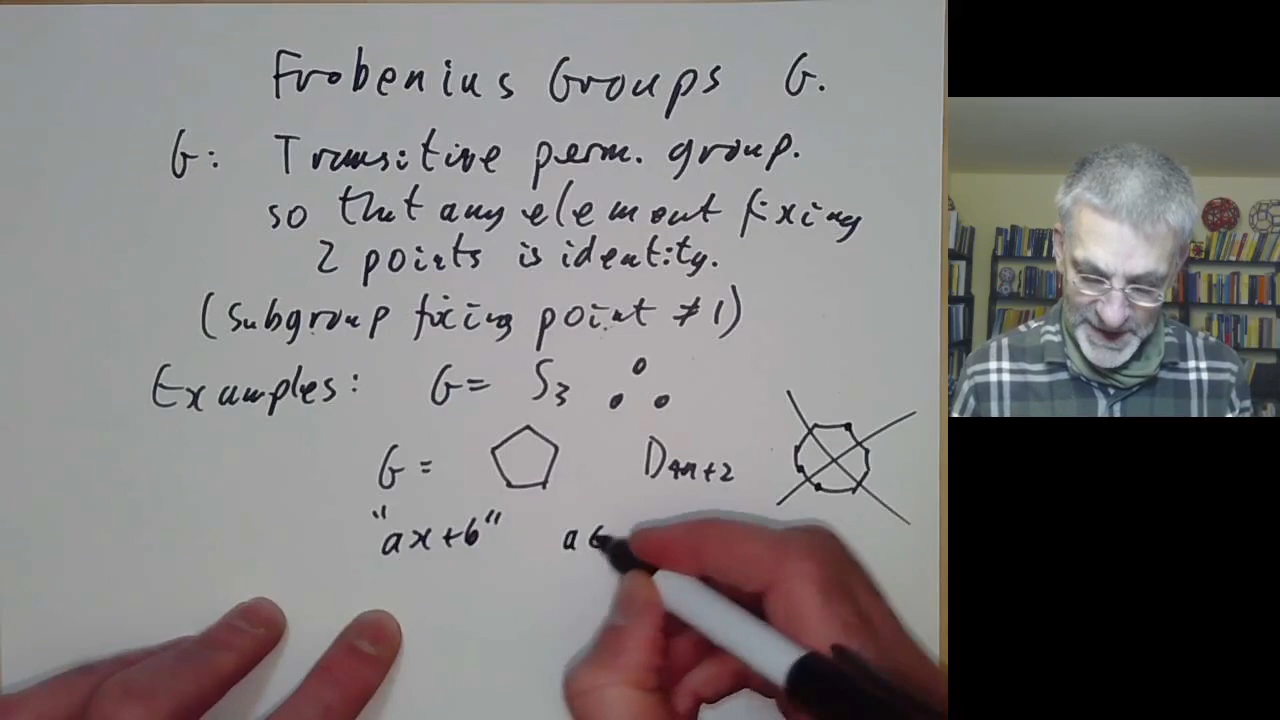 Frobenius Groups G.
G: Transitive perm. group.
so that any element fixing
2 points is identity.
(Subgroup fixing point ≠ 1)
Examples: G = S₃
G = D₄ₙ₊₂
"ax+b" a ∈